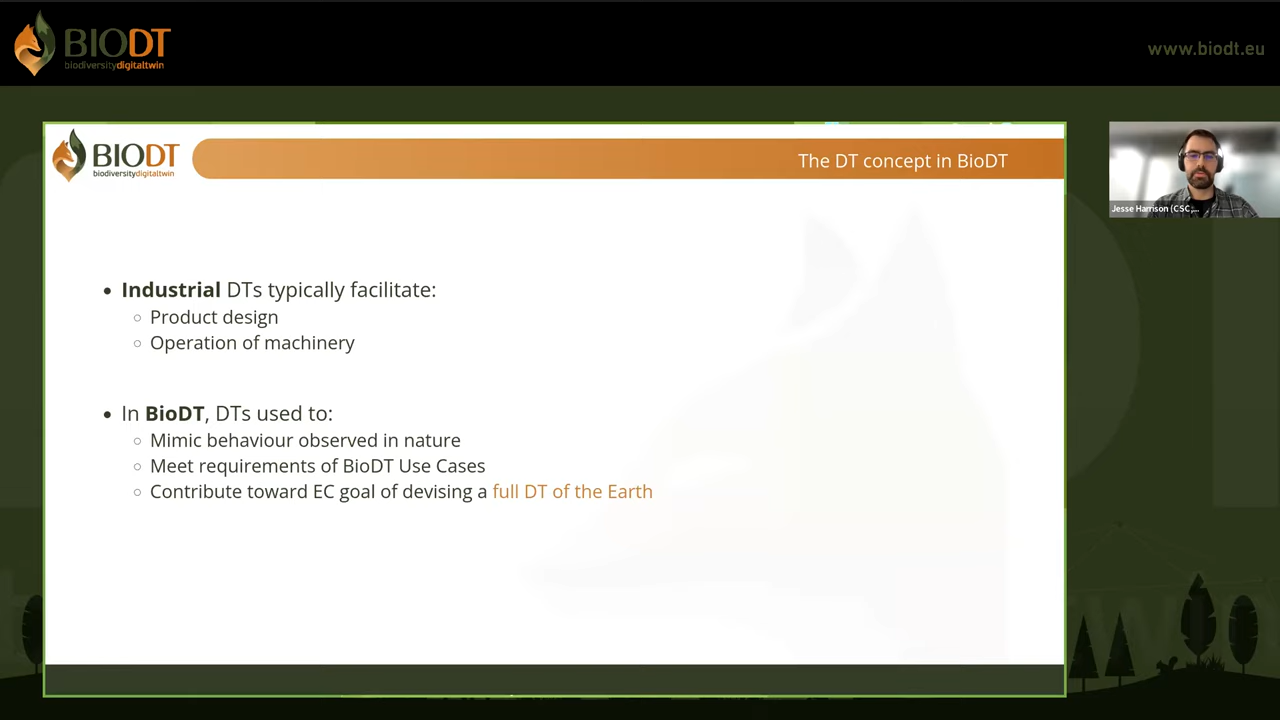 BIODT
biodiversitydigitaltwin
www.biodt.eu
BIODT
biodiversitydigitaltwin
The DT concept in BioDT
Jesse Harrison (CSC,...
• Industrial DTs typically facilitate:
○ Product design
○ Operation of machinery
• In BioDT, DTs used to:
○ Mimic behaviour observed in nature
○ Meet requirements of BioDT Use Cases
○ Contribute toward EC goal of devising a full DT of the Earth